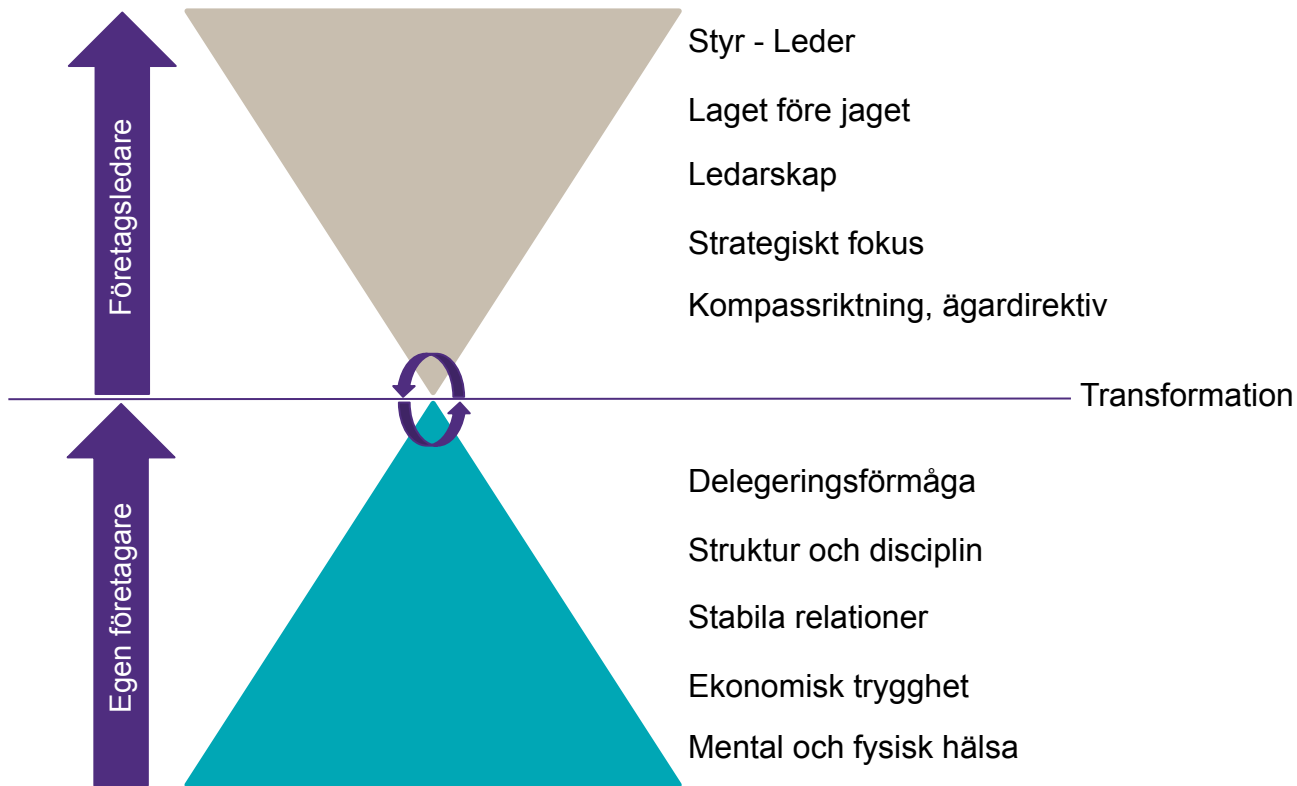 Styr - Leder
Laget före jaget
Ledarskap
Strategiskt fokus
Kompassriktning, ägardirektiv
Företagsledare
Transformation
Delegeringsförmåga
Struktur och disciplin
Stabila relationer
Ekonomisk trygghet
Mental och fysisk hälsa
Egen företagare